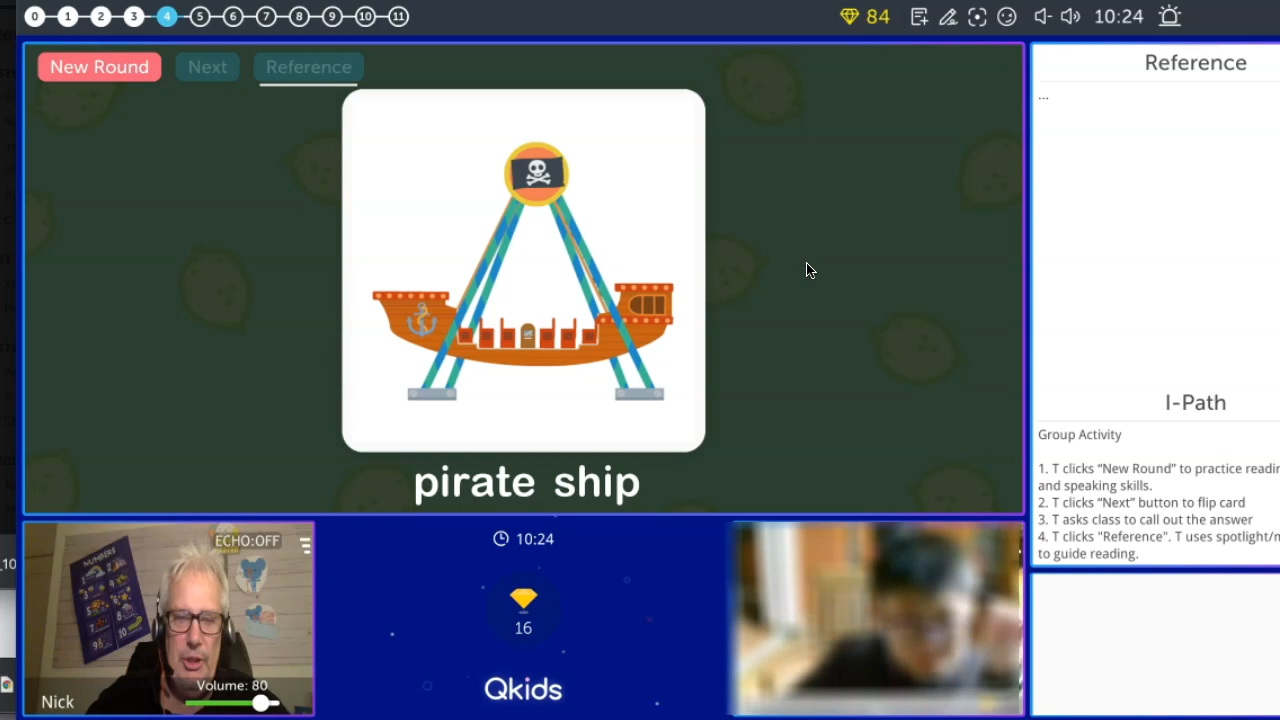 0 1 2 3 4 5 6 7 8 9 10 11
84
10:24
New Round Next Reference
pirate ship
Reference
...
I-Path
Group Activity
1. T clicks “New Round” to practice readin
and speaking skills.
2. T clicks “Next” button to flip card
3. T asks class to call out the answer
4. T clicks "Reference". T uses spotlight/m
to guide reading.
ECHO:OFF
NUMBERS
Volume: 80
Nick
10:24
16
Qkids
_10